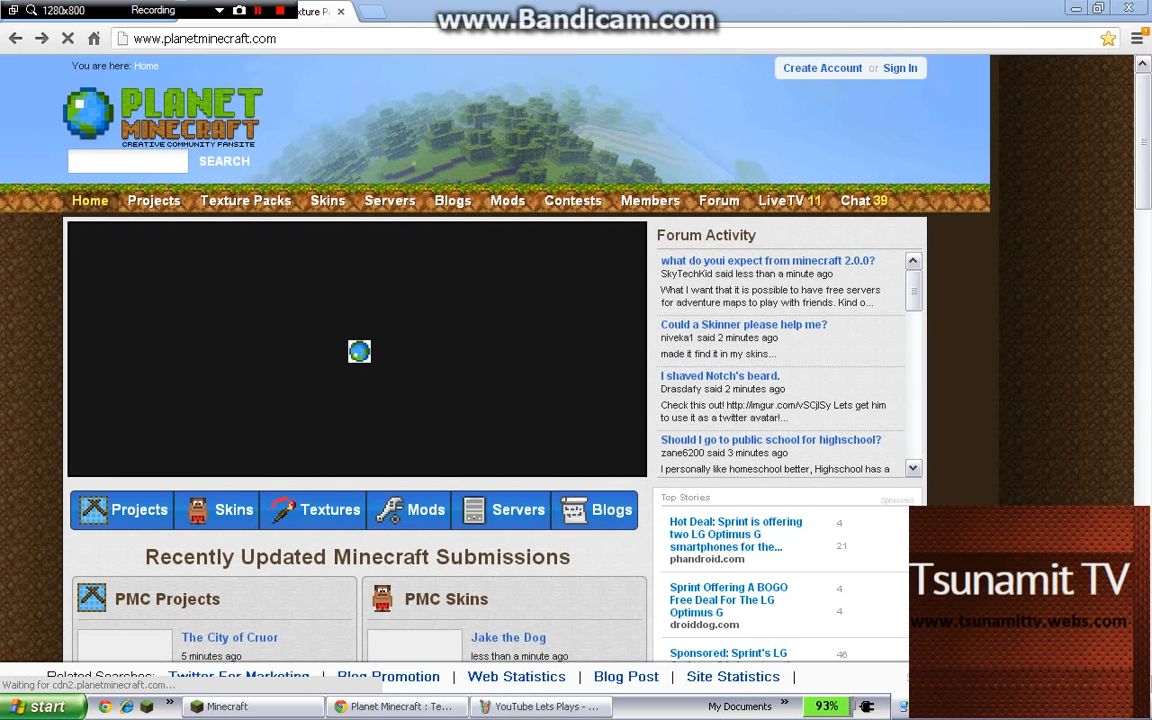 1280x800
Recording
www.Bandicam.com
www.planetminecraft.com
You are here: Home
Create Account or Sign In
PLANET
MINECRAFT
CREATIVE COMMUNITY FANSITE
SEARCH
Home Projects Texture Packs Skins Servers Blogs Mods Contests Members Forum LiveTV 11 Chat 39
Forum Activity
what do youi expect from minecraft 2.0.0?
SkyTechKid said less than a minute ago
What I want that it is possible to have free servers
for adventure maps to play with friends. Kind o...
Could a Skinner please help me?
niveka1 said 2 minutes ago
made it find it in my skins...
I shaved Notch's beard.
Drasdafy said 2 minutes ago
Check this out! http://imgur.com/vSCjlSy Lets get him
to use it as a twitter avatar!...
Should I go to public school for highschool?
zane6200 said 3 minutes ago
I personally like homeschool better, Highschool has a
Projects Skins Textures Mods Servers Blogs
Recently Updated Minecraft Submissions
PMC Projects
The City of Cruor
5 minutes ago
PMC Skins
Jake the Dog
less than a minute ago
Top Stories
Sponsored
Hot Deal: Sprint is offering
two LG Optimus G
smartphones for the...
phandroid.com
4
21
Sprint Offering A BOGO
Free Deal For The LG
Optimus G
droiddog.com
4
4
Sponsored: Sprint's LG
46
Tsunamit TV
www.tsunamittv.webs.com
Related Searches: Twitter For Marketing | Blog Promotion | Web Statistics | Blog Post | Site Statistics |
Waiting for cdn2.planetminecraft.com...
start
Minecraft
Planet Minecraft : Te...
YouTube Lets Plays - ...
My Documents
93%